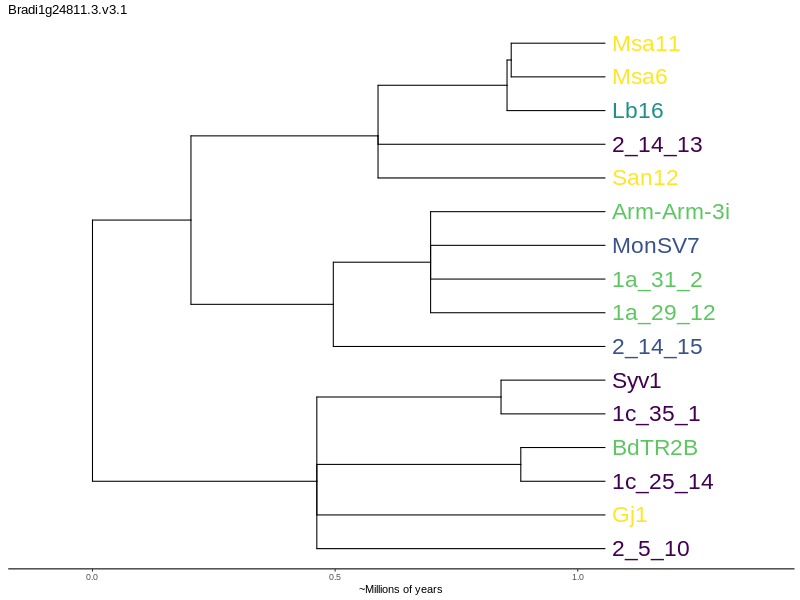 Bradi1g24811.3.v3.1
Msa11
Msa6
Lb16
2_14_13
San12
Arm-Arm-3i
MonSV7
1a_31_2
1a_29_12
2_14_15
Syv1
1c_35_1
BdTR2B
1c_25_14
Gj1
2_5_10
0.0 0.5 1.0
~Millions of years